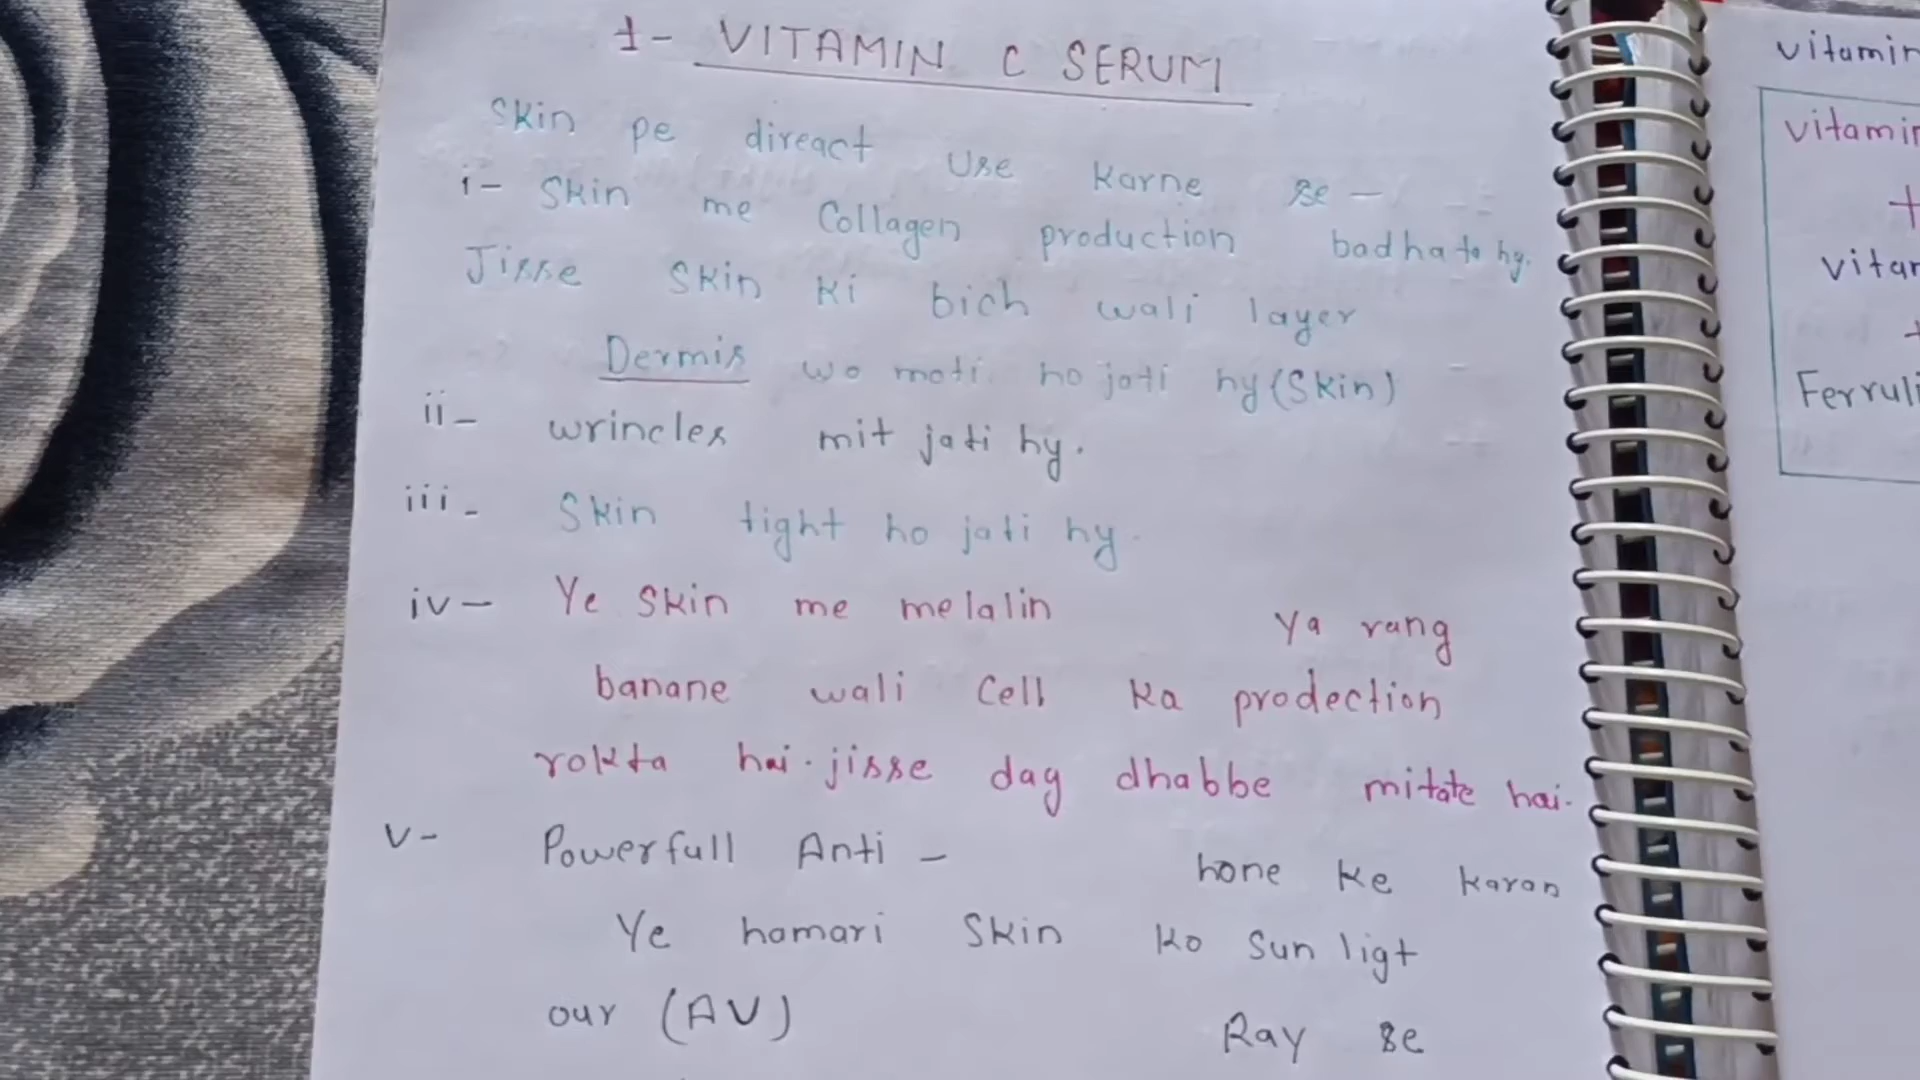 1- VITAMIN C SERUM
Skin pe direact Use Karne se -
i- Skin me Collagen production badhata hy.
Jisse Skin Ki bich wali layer
Dermis wo moti ho jati hy (Skin)
ii- wrincles mit jati hy.
iii- Skin tight ho jati hy.
iv- Ye Skin me melalin Ya rang
banane wali Cell Ka prodection
rokta hai. jisse dag dhabbe mitate hai.
v- Powerfull Anti - hone Ke Karan
Ye hamari Skin Ko Sun ligt
our (AV) Ray se
vitamin
vitamin
+
vitam
+
Ferruli